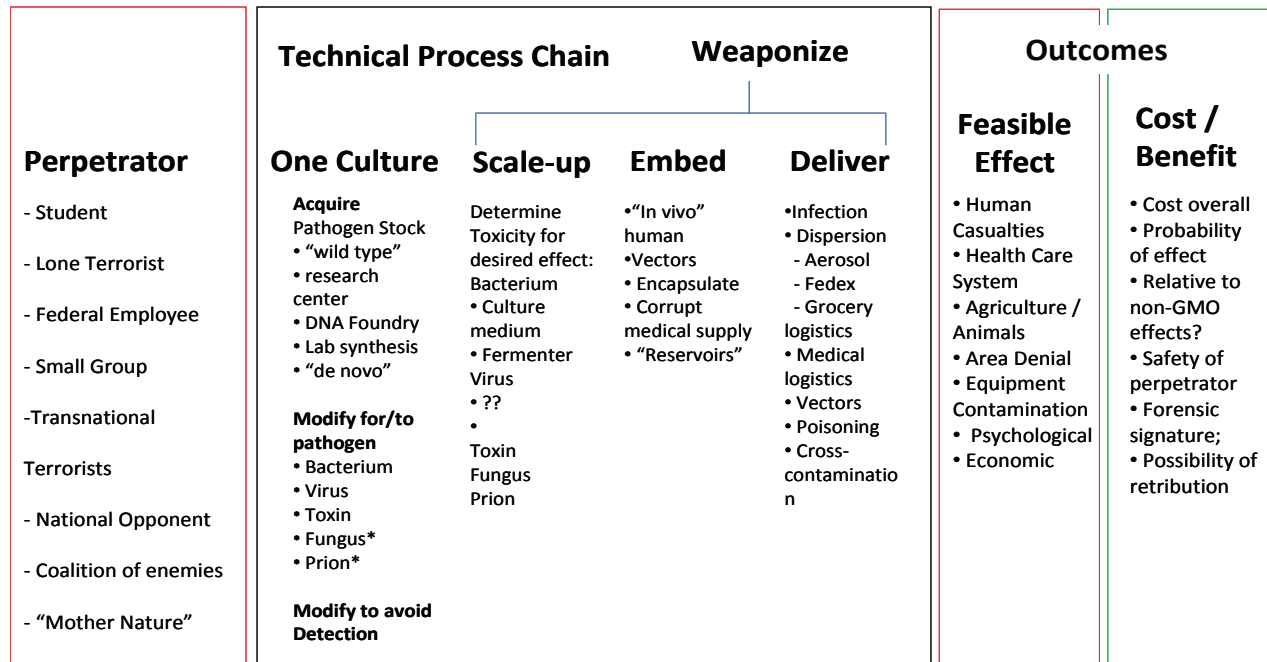 Perpetrator
- Student
- Lone Terrorist
- Federal Employee
- Small Group
-Transnational
Terrorists
- National Opponent
- Coalition of enemies
- “Mother Nature”
Technical Process Chain
Weaponize
One Culture
Acquire
Pathogen Stock
• “wild type”
• research
center
• DNA Foundry
• Lab synthesis
• “de novo”
Modify for/to
pathogen
• Bacterium
• Virus
• Toxin
• Fungus*
• Prion*
Modify to avoid
Detection
Scale-up
Determine
Toxicity for
desired effect:
Bacterium
• Culture
medium
• Fermenter
Virus
• ??
•
Toxin
Fungus
Prion
Embed
•“In vivo”
human
•Vectors
• Encapsulate
• Corrupt
medical supply
• “Reservoirs”
Deliver
•Infection
• Dispersion
- Aerosol
- Fedex
- Grocery
logistics
• Medical
logistics
• Vectors
• Poisoning
• Cross-
contaminatio
n
Outcomes
Feasible
Effect
• Human
Casualties
• Health Care
System
• Agriculture /
Animals
• Area Denial
• Equipment
Contamination
• Psychological
• Economic
Cost /
Benefit
• Cost overall
• Probability
of effect
• Relative to
non-GMO
effects?
• Safety of
perpetrator
• Forensic
signature;
• Possibility of
retribution